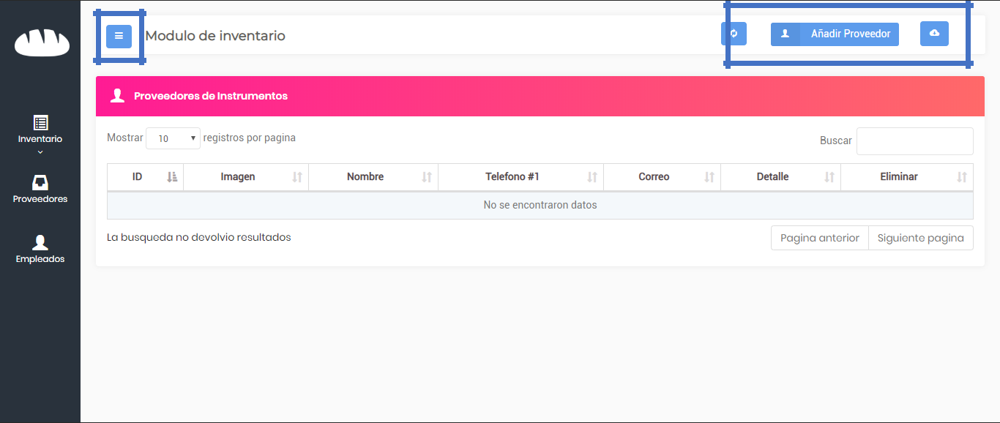 Modulo de inventario
Añadir Proveedor
Inventario
Proveedores
Empleados
Proveedores de Instrumentos
Mostrar 10 registros por pagina
Buscar
ID Imagen Nombre Telefono #1 Correo Detalle Eliminar
No se encontraron datos
La busqueda no devolvio resultados
Pagina anterior Siguiente pagina